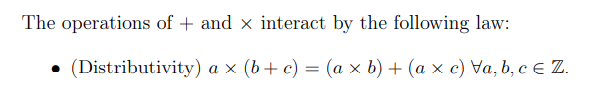 The operations of + and × interact by the following law:
• (Distributivity) a × (b + c) = (a × b) + (a × c) ∀a, b, c ∈ ℤ.